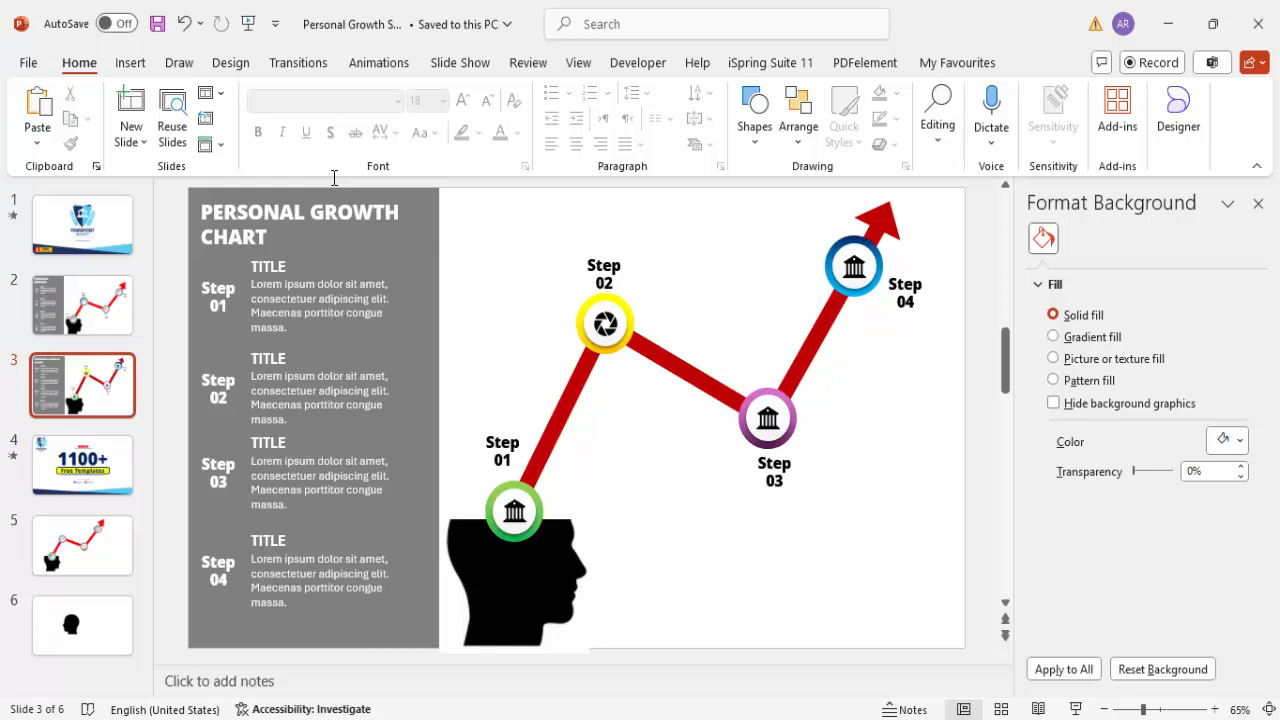 AutoSave Off Personal Growth S... • Saved to this PC Search AR
File Home Insert Draw Design Transitions Animations Slide Show Review View Developer Help iSpring Suite 11 PDFelement My Favourites Record
Paste New Slide Reuse Slides 18 Shapes Arrange Quick Styles Editing Dictate Sensitivity Add-ins Designer
Clipboard Slides Font Paragraph Drawing Voice Sensitivity Add-ins
1
2
3
4
1100+
Free Templates
5
6
PERSONAL GROWTH
CHART
Step
01
TITLE
Lorem ipsum dolor sit amet,
consectetuer adipiscing elit.
Maecenas porttitor congue
massa.
Step
02
TITLE
Lorem ipsum dolor sit amet,
consectetuer adipiscing elit.
Maecenas porttitor congue
massa.
Step
03
TITLE
Lorem ipsum dolor sit amet,
consectetuer adipiscing elit.
Maecenas porttitor congue
massa.
Step
04
TITLE
Lorem ipsum dolor sit amet,
consectetuer adipiscing elit.
Maecenas porttitor congue
massa.
Step
01
Step
02
Step
03
Step
04
Format Background
Fill
Solid fill
Gradient fill
Picture or texture fill
Pattern fill
Hide background graphics
Color
Transparency 0%
Apply to All Reset Background
Click to add notes
Slide 3 of 6 English (United States) Accessibility: Investigate Notes 65%